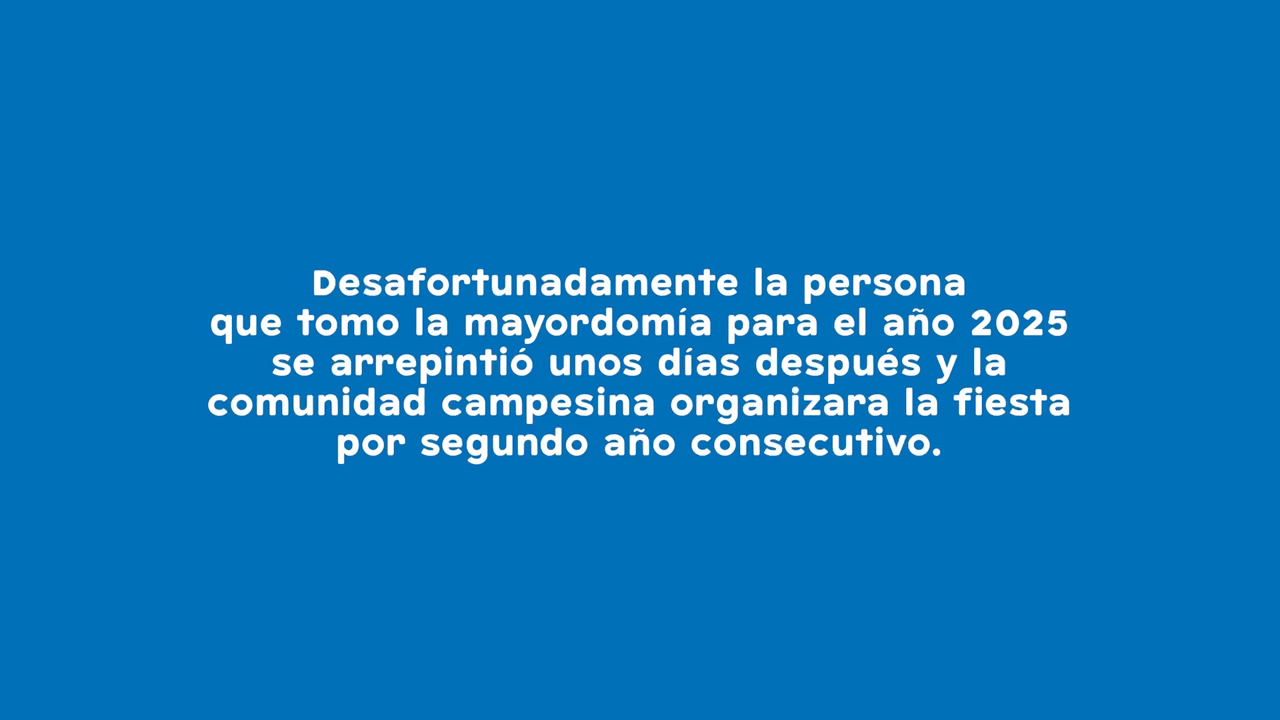 Desafortunadamente la persona
que tomo la mayordomía para el año 2025
se arrepintió unos días después y la
comunidad campesina organizara la fiesta
por segundo año consecutivo.